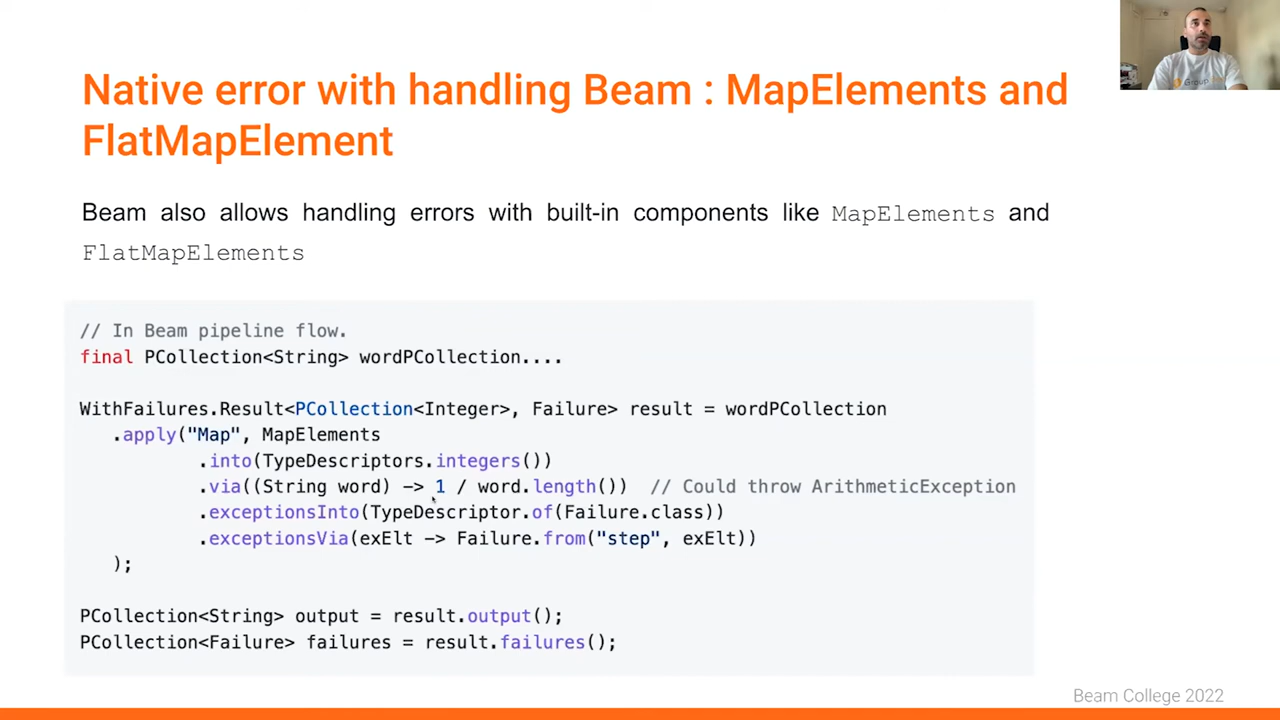 Native error with handling Beam : MapElements and
FlatMapElement
Beam also allows handling errors with built-in components like MapElements and
FlatMapElements
// In Beam pipeline flow.
final PCollection<String> wordPCollection....
WithFailures.Result<PCollection<Integer>, Failure> result = wordPCollection
.apply("Map", MapElements
.into(TypeDescriptors.integers())
.via((String word) -> 1 / word.length())  // Could throw ArithmeticException
.exceptionsInto(TypeDescriptor.of(Failure.class))
.exceptionsVia(exElt -> Failure.from("step", exElt))
);
PCollection<String> output = result.output();
PCollection<Failure> failures = result.failures();
Beam College 2022
Group